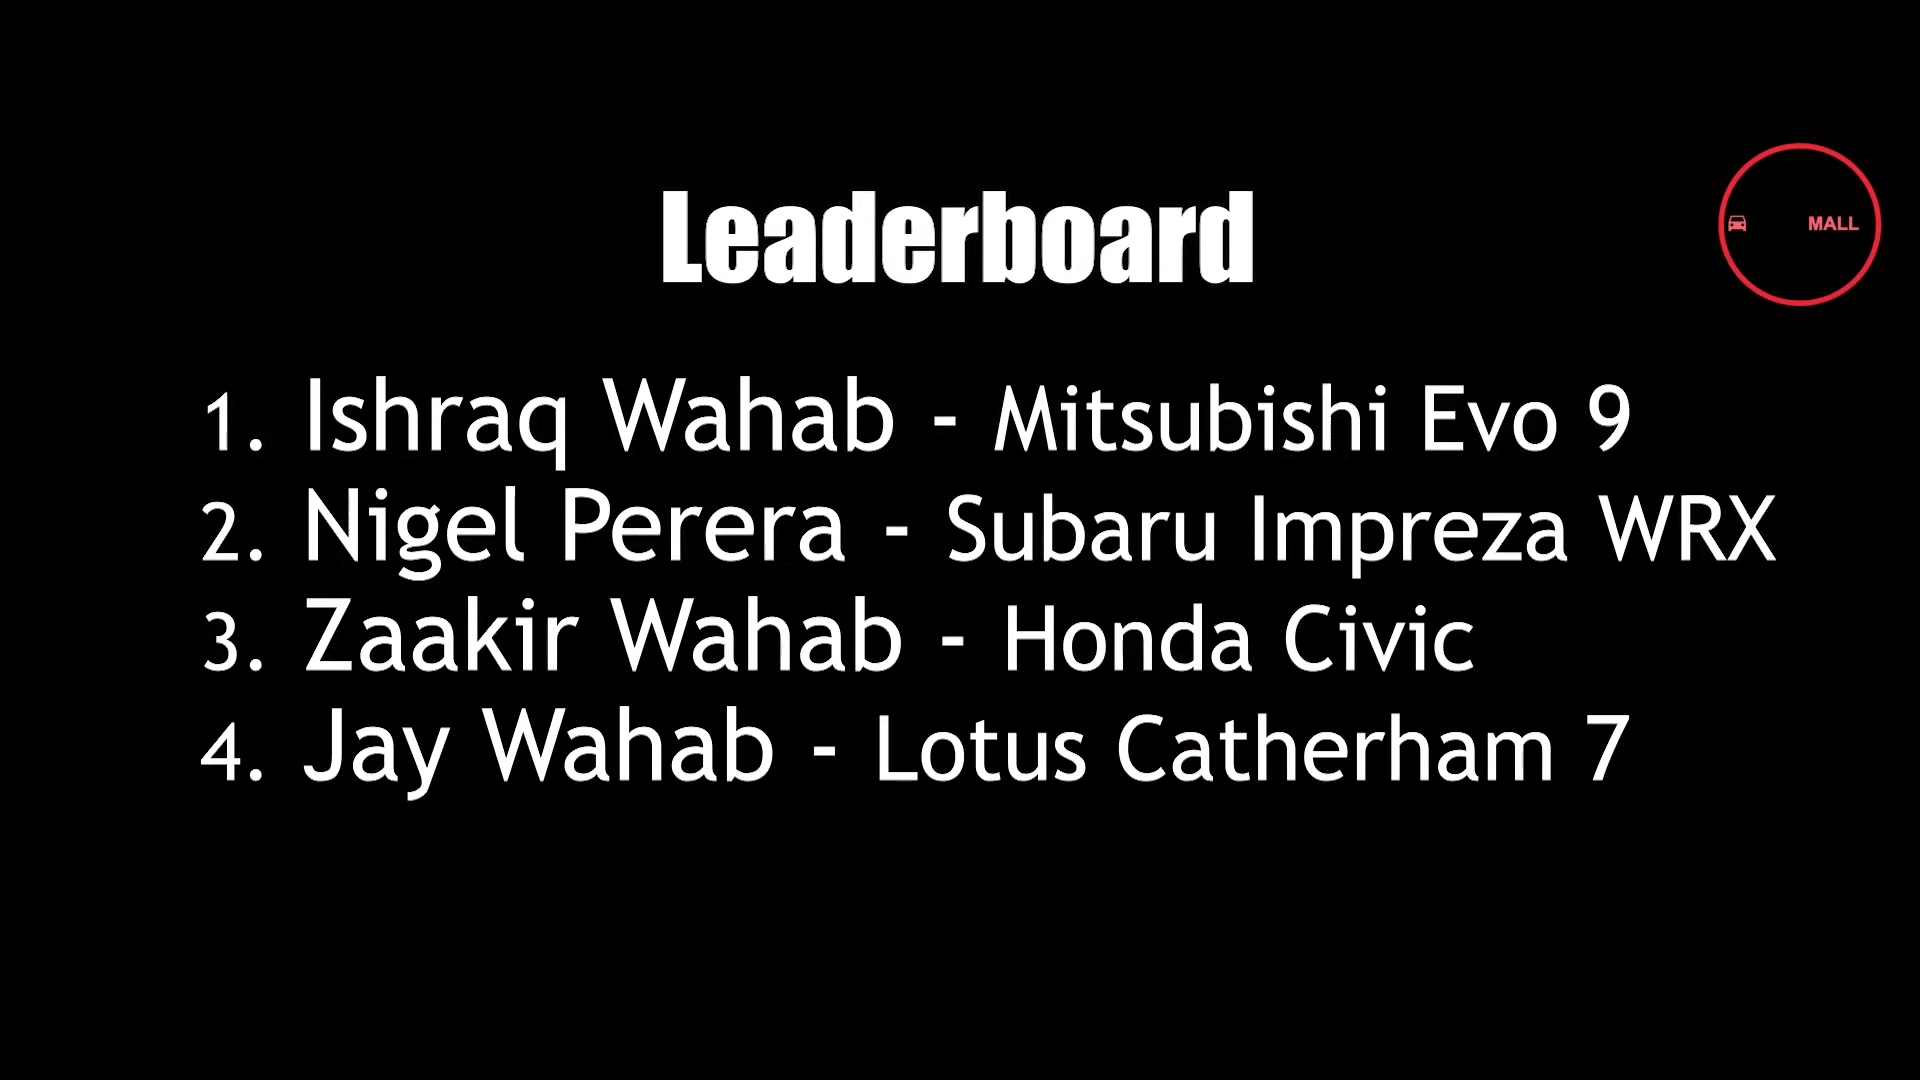 Leaderboard
MALL
1. Ishraq Wahab - Mitsubishi Evo 9
2. Nigel Perera - Subaru Impreza WRX
3. Zaakir Wahab - Honda Civic
4. Jay Wahab - Lotus Catherham 7